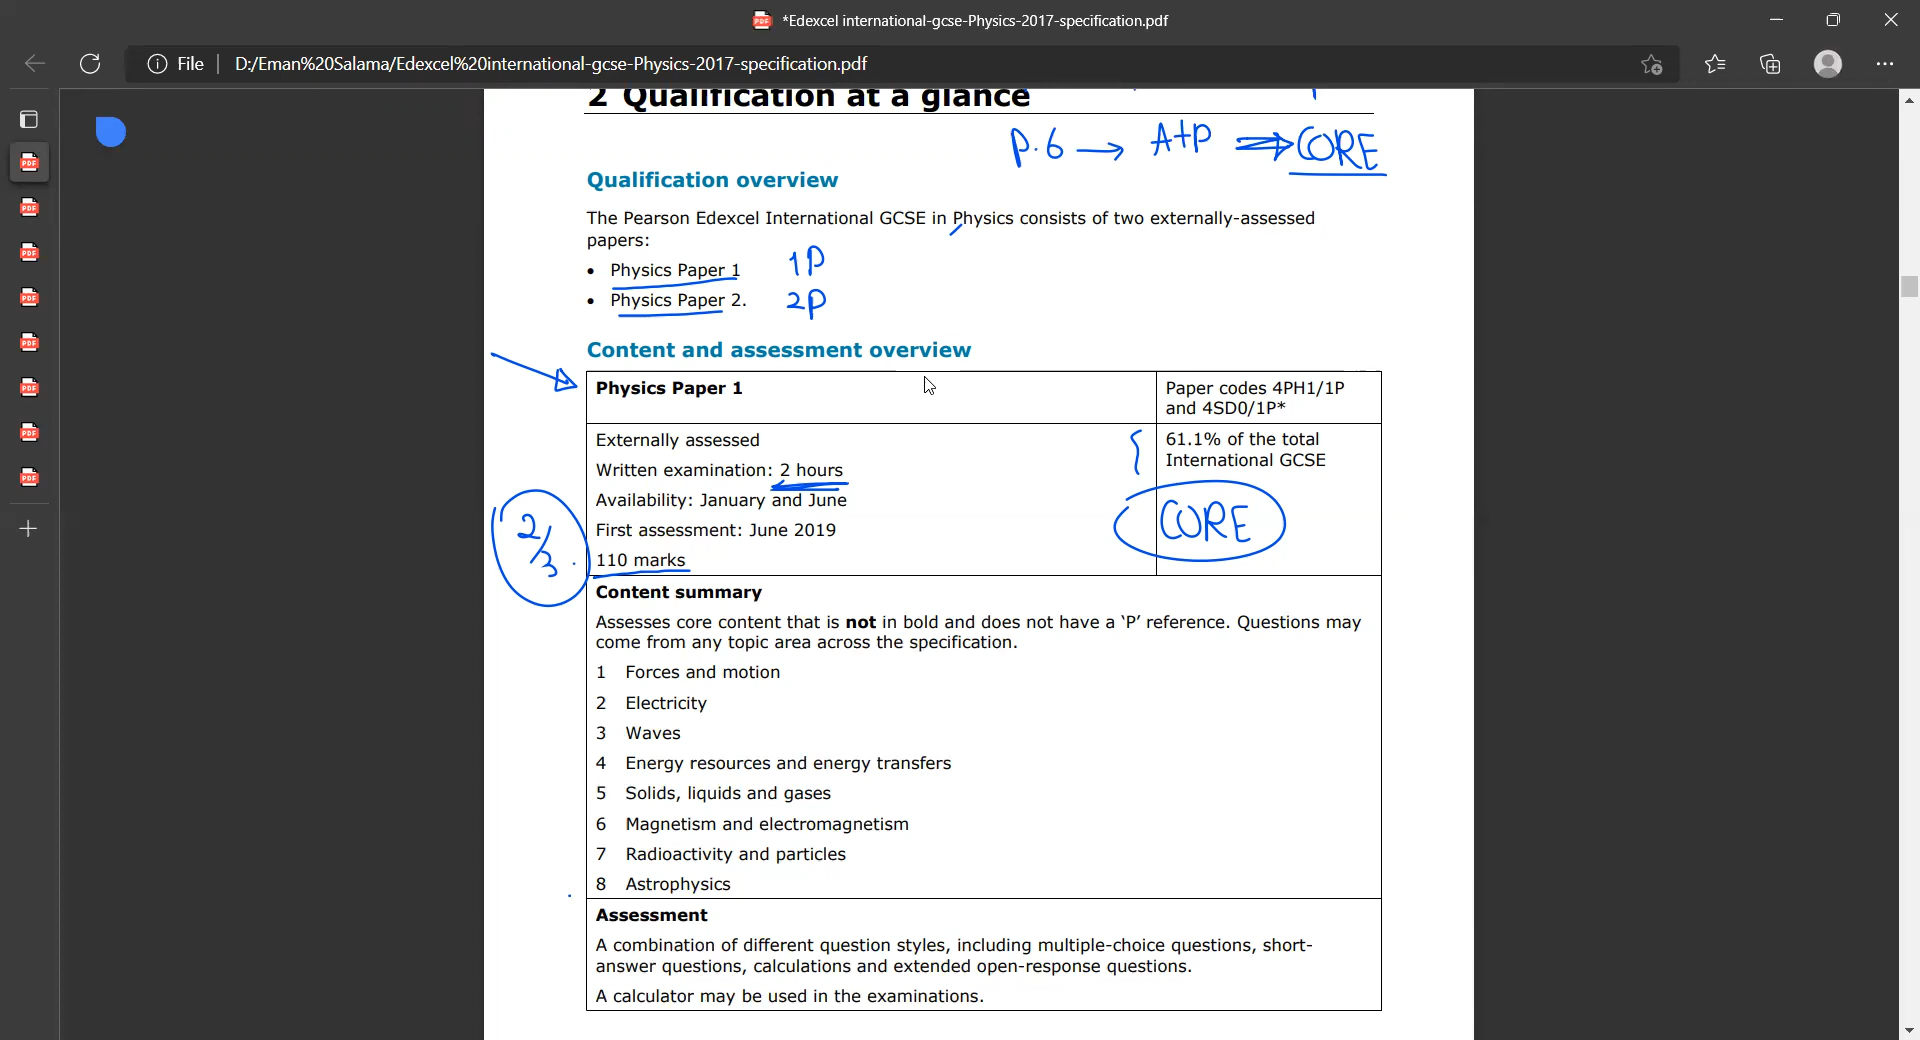 *Edexcel international-gcse-Physics-2017-specification.pdf
File | D:/Eman%20Salama/Edexcel%20international-gcse-Physics-2017-specification.pdf
2 Qualification at a glance
P.6 → A+P ⇒ CORE
Qualification overview
The Pearson Edexcel International GCSE in Physics consists of two externally-assessed
papers:
• Physics Paper 1 1P
• Physics Paper 2. 2P
Content and assessment overview
Physics Paper 1
Paper codes 4PH1/1P
and 4SD0/1P*
Externally assessed
Written examination: 2 hours
Availability: January and June
First assessment: June 2019
110 marks
61.1% of the total
International GCSE
CORE
2/3
Content summary
Assesses core content that is not in bold and does not have a ‘P’ reference. Questions may
come from any topic area across the specification.
1 Forces and motion
2 Electricity
3 Waves
4 Energy resources and energy transfers
5 Solids, liquids and gases
6 Magnetism and electromagnetism
7 Radioactivity and particles
8 Astrophysics
Assessment
A combination of different question styles, including multiple-choice questions, short-
answer questions, calculations and extended open-response questions.
A calculator may be used in the examinations.